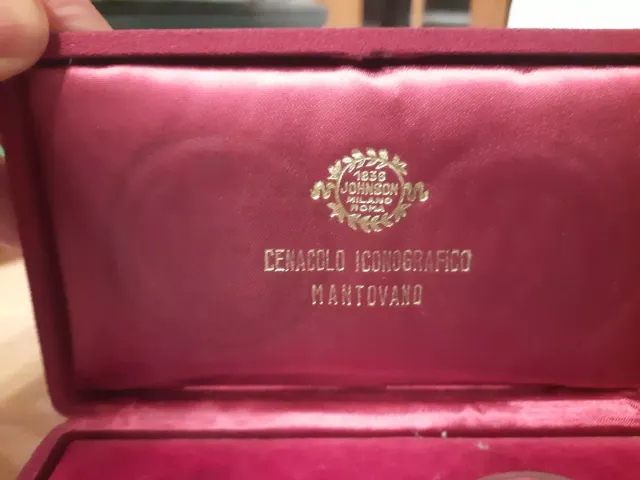 1836
JOHNSON
MILANO
ROMA
CENACOLO ICONOGRAFICO
MANTOVANO